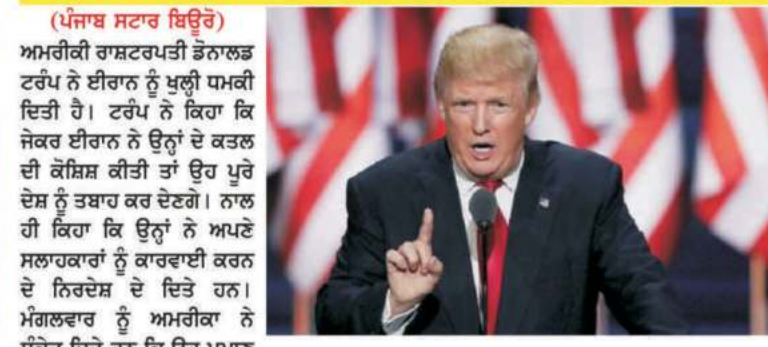 (ਪੰਜਾਬ ਸਟਾਰ ਬਿਊਰੋ)
ਅਮਰੀਕੀ ਰਾਸ਼ਟਰਪਤੀ ਡੋਨਾਲਡ
ਟਰੰਪ ਨੇ ਈਰਾਨ ਨੂੰ ਖੁਲ੍ਹੀ ਧਮਕੀ
ਦਿਤੀ ਹੈ। ਟਰੰਪ ਨੇ ਕਿਹਾ ਕਿ
ਜੇਕਰ ਈਰਾਨ ਨੇ ਉਨ੍ਹਾਂ ਦੇ ਕਤਲ
ਦੀ ਕੋਸ਼ਿਸ਼ ਕੀਤੀ ਤਾਂ ਉਹ ਪੂਰੇ
ਦੇਸ਼ ਨੂੰ ਤਬਾਹ ਕਰ ਦੇਣਗੇ। ਨਾਲ
ਹੀ ਕਿਹਾ ਕਿ ਉਨ੍ਹਾਂ ਨੇ ਅਪਣੇ
ਸਲਾਹਕਾਰਾਂ ਨੂੰ ਕਾਰਵਾਈ ਕਰਨ
ਦੇ ਨਿਰਦੇਸ਼ ਦੇ ਦਿਤੇ ਹਨ।
ਮੰਗਲਵਾਰ ਨੂੰ ਅਮਰੀਕਾ ਨੇ